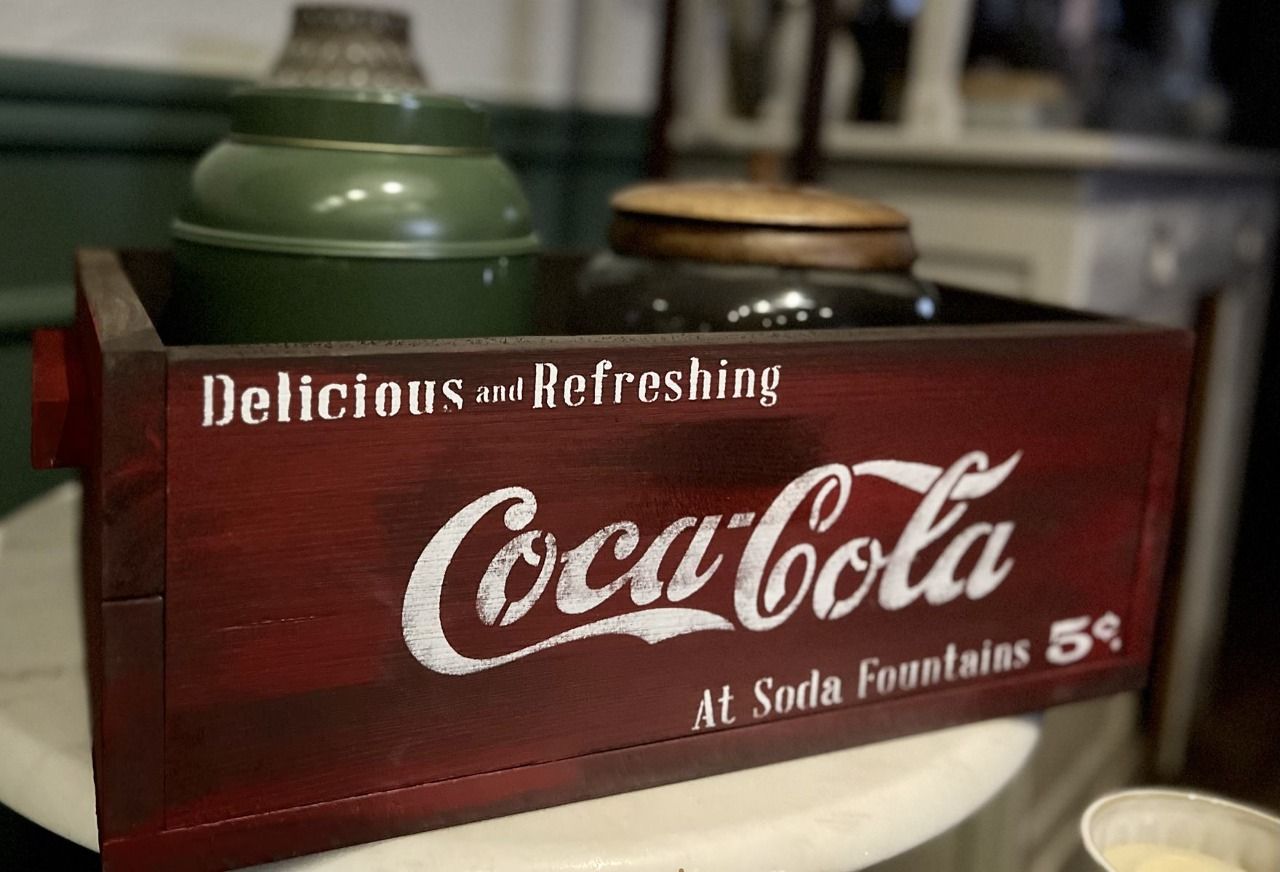 Delicious and Refreshing
Coca-Cola
At Soda Fountains 5¢